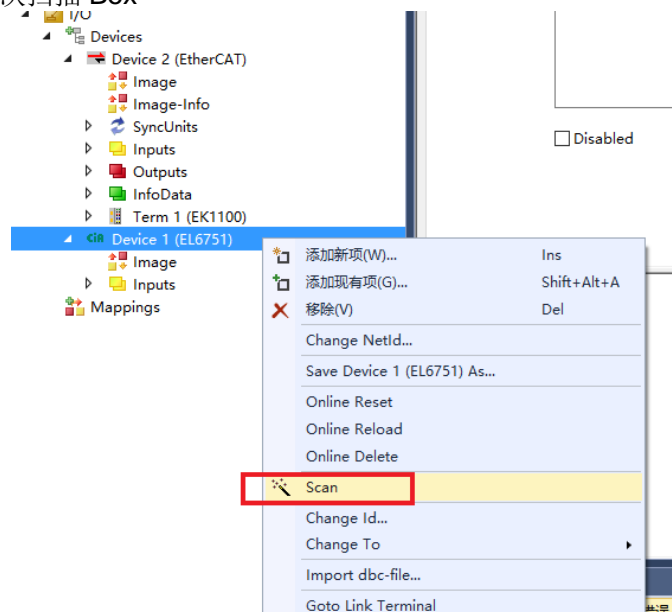 Box
I/O
Devices
Device 2 (EtherCAT)
Image
Image-Info
SyncUnits
Inputs
Disabled
Outputs
InfoData
Term 1 (EK1100)
CiA Device 1 (EL6751)
Image
Inputs
Mappings
添加新项(W)... Ins
添加现有项(G)... Shift+Alt+A
移除(V) Del
Change NetId...
Save Device 1 (EL6751) As...
Online Reset
Online Reload
Online Delete
Scan
Change Id...
Change To
Import dbc-file...
Goto Link Terminal